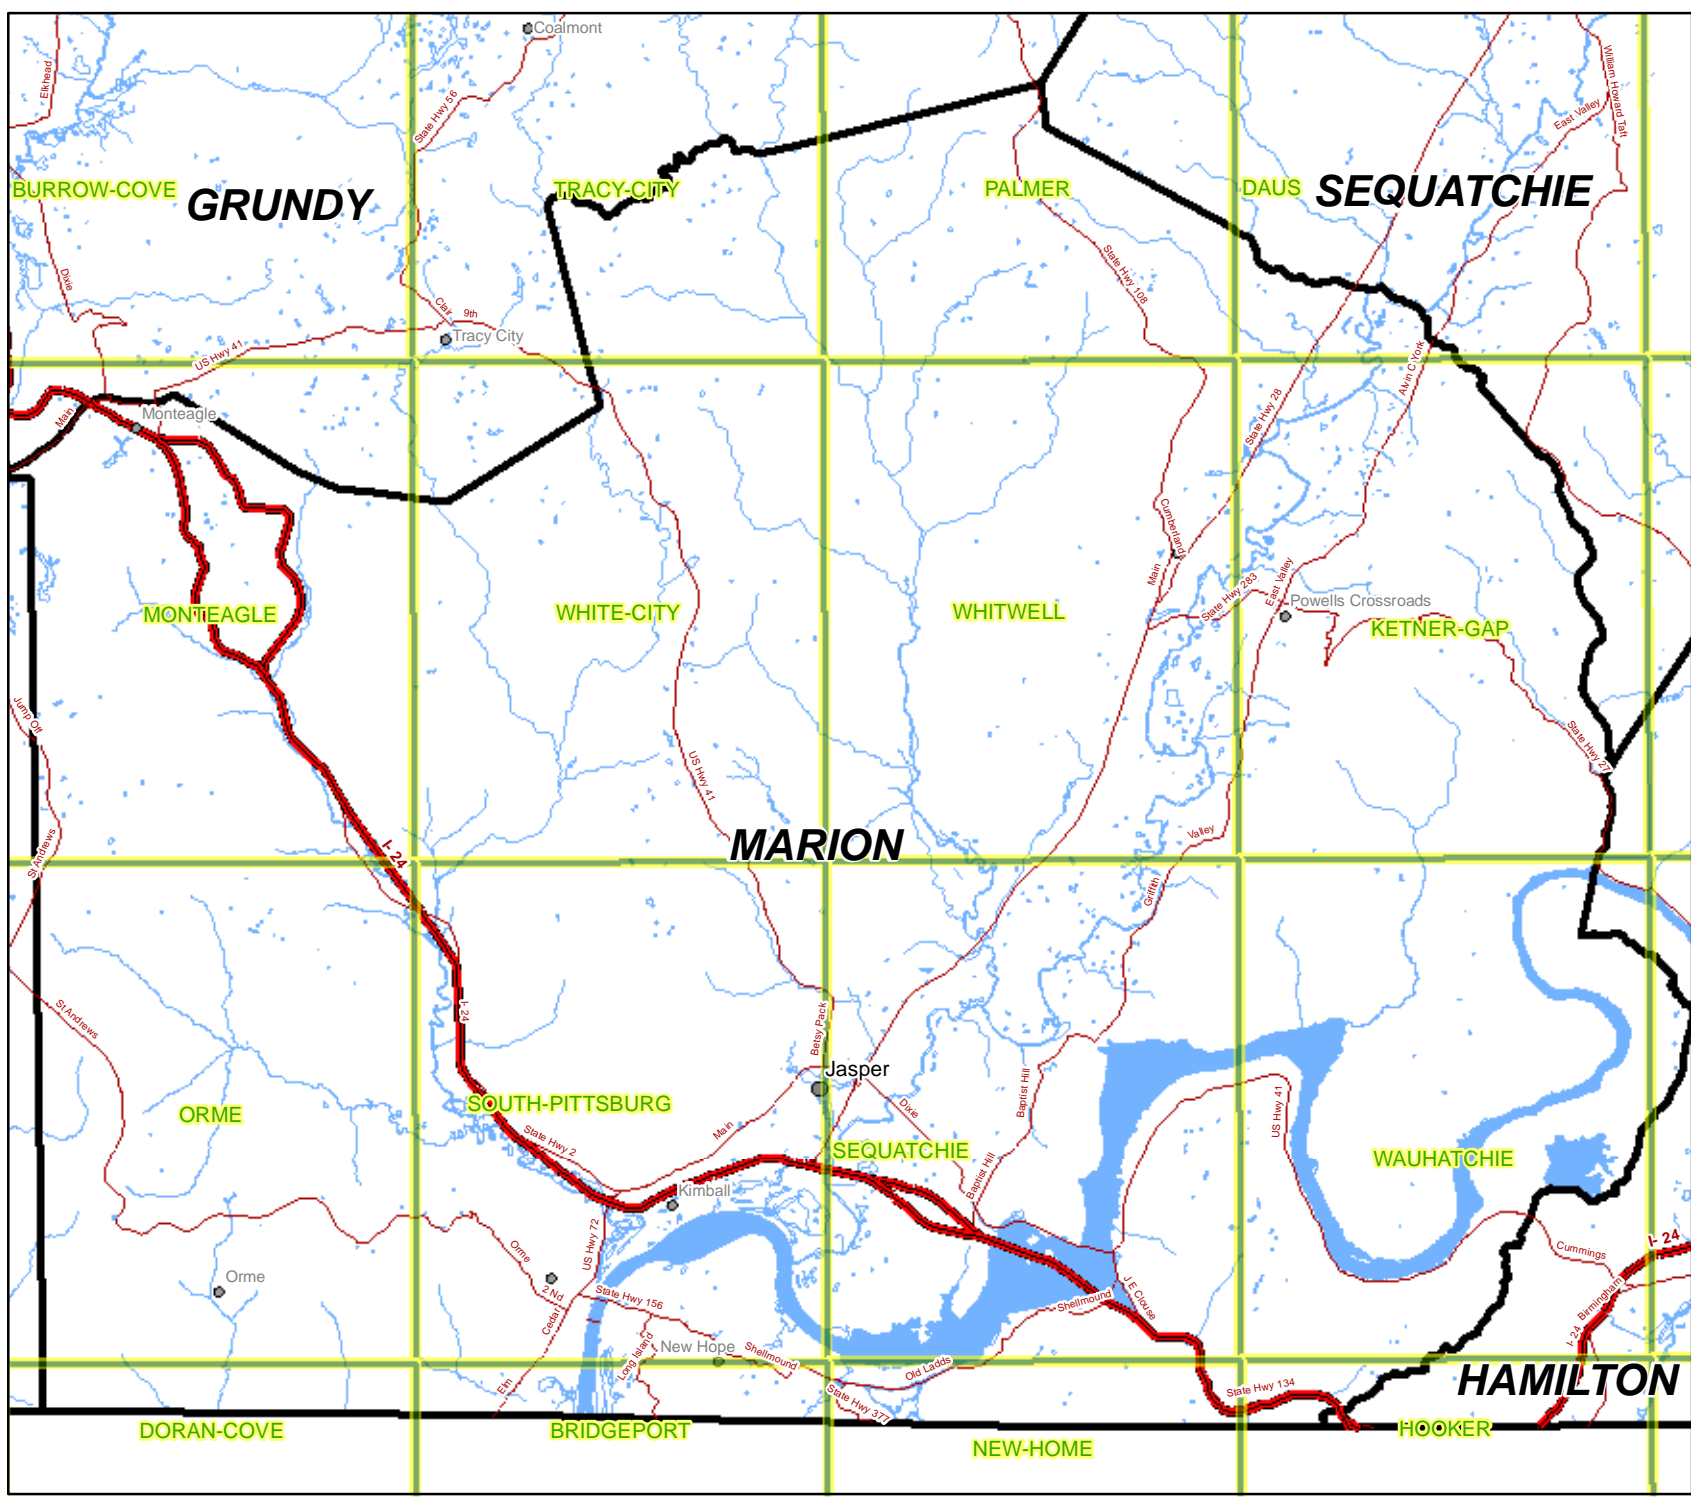 Coalmont
Elkhead
William Howard Taft
State Hwy 56
East Valley
BURROW-COVE
GRUNDY
TRACY-CITY
PALMER
DAUS
SEQUATCHIE
Dixie
State Hwy 108
Clair
9th
Tracy City
US Hwy 41
Alvin C York
Main
Monteagle
State Hwy 28
Cumberland
Main
State Hwy 283
East Valley
Powells Crossroads
MONTEAGLE
WHITE-CITY
WHITWELL
KETNER-GAP
Jump Off
State Hwy 27
US Hwy 41
Valley
MARION
I-24
St Andrews
Griffith
St Andrews
I-24
Betsy Pack
Jasper
Baptist Hill
US Hwy 41
Dixie
ORME
SOUTH-PITTSBURG
Main
State Hwy 2
SEQUATCHIE
WAUHATCHIE
Baptist Hill
Kimball
US Hwy 72
Orme
Cummings
I-24
Orme
2 Nd
State Hwy 156
J E Clouse
Shellmound
Birmingham
Cedar
I-24
Long Island
New Hope
Shellmound
Old Ladds
Elm
State Hwy 377
State Hwy 134
HAMILTON
DORAN-COVE
BRIDGEPORT
NEW-HOME
HOOKER